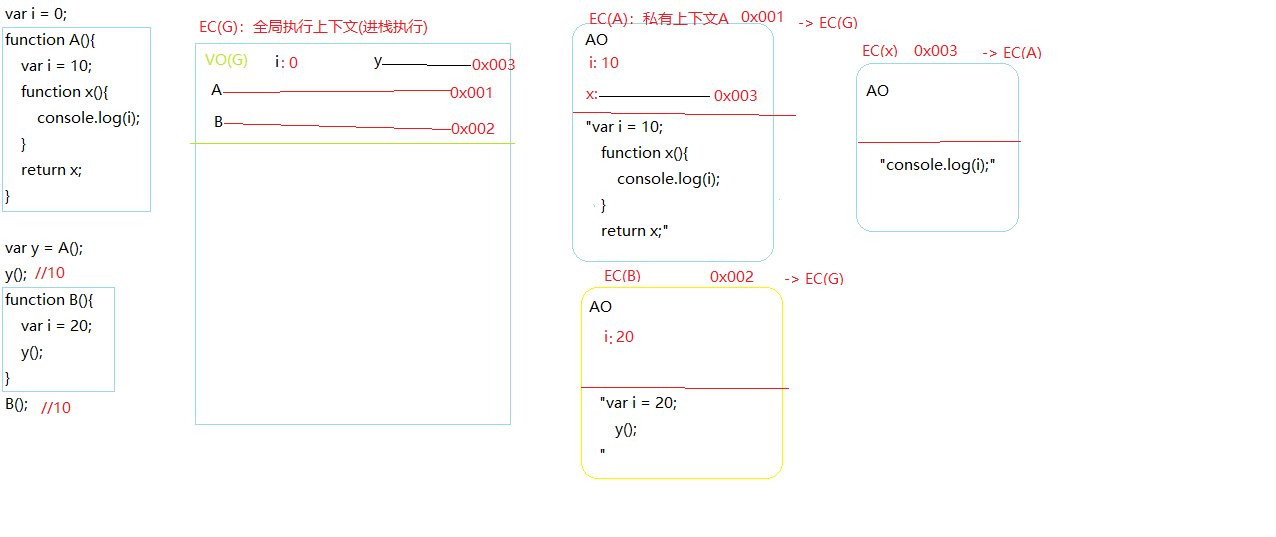 var i = 0;
function A(){
var i = 10;
function x(){
console.log(i);
}
return x;
}
var y = A();
y(); //10
function B(){
var i = 20;
y();
}
B(); //10
EC(G)：全局执行上下文(进栈执行)
VO(G) i : 0 y 0x003
A 0x001
B 0x002
EC(A)：私有上下文A 0x001 -> EC(G)
AO
i: 10
x: 0x003
"var i = 10;
function x(){
console.log(i);
}
return x;"
EC(B) 0x002 -> EC(G)
AO
i : 20
"var i = 20;
y();
"
EC(x) 0x003 -> EC(A)
AO
"console.log(i);"